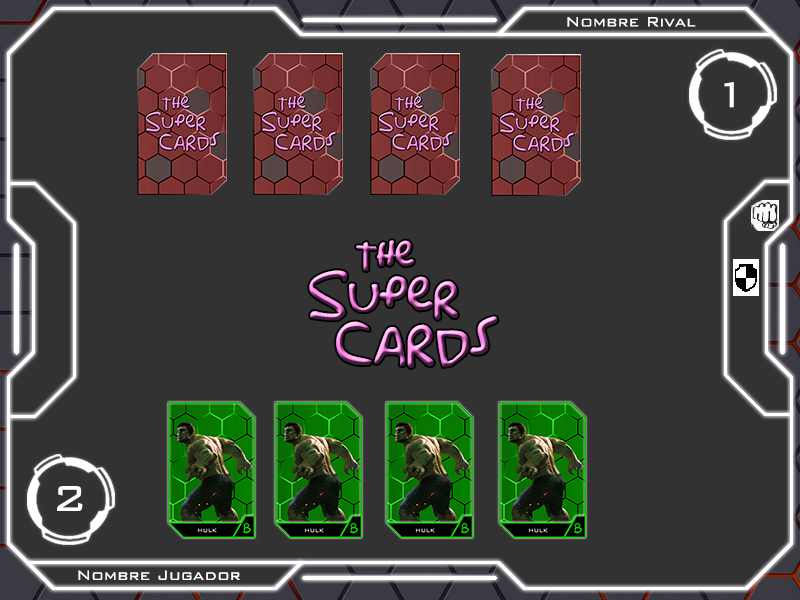 Nombre Rival
1
THE
SUPER
CARDS
THE
SUPER
CARDS
THE
SUPER
CARDS
THE
SUPER
CARDS
THE
SUPER
CARDS
HULK
B
HULK
B
HULK
B
HULK
B
2
Nombre Jugador